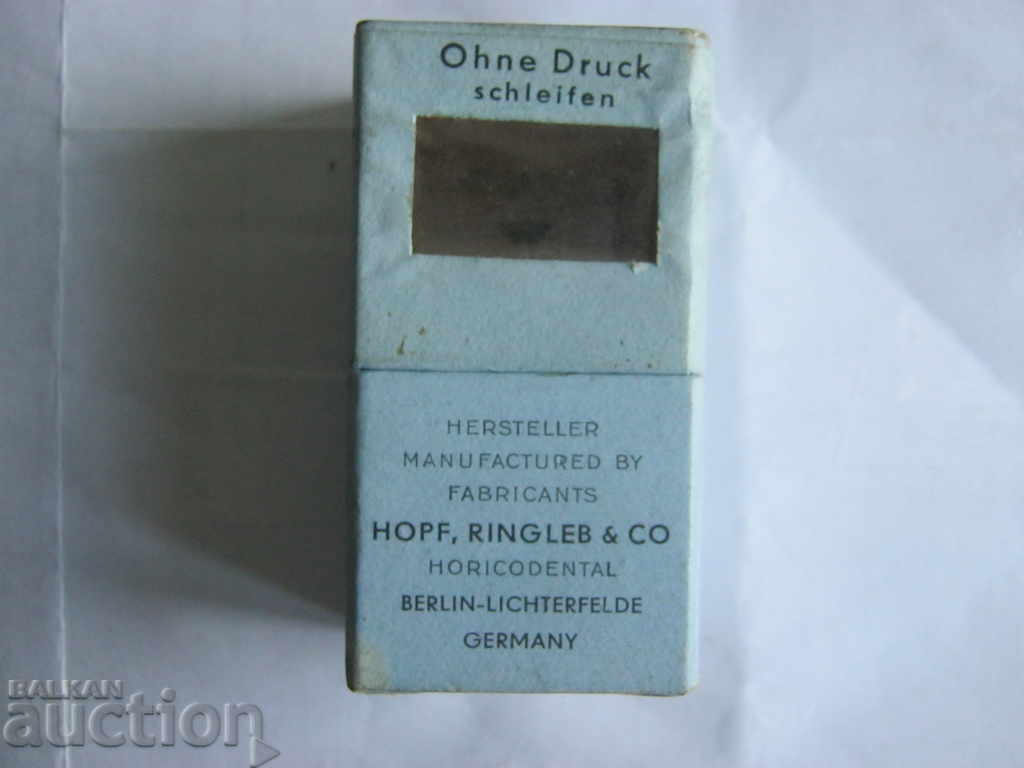 Ohne Druck
schleifen
HERSTELLER
MANUFACTURED BY
FABRICANTS
HOPF, RINGLEB & CO
HORICODENTAL
BERLIN-LICHTERFELDE
GERMANY
BALKAN
auction